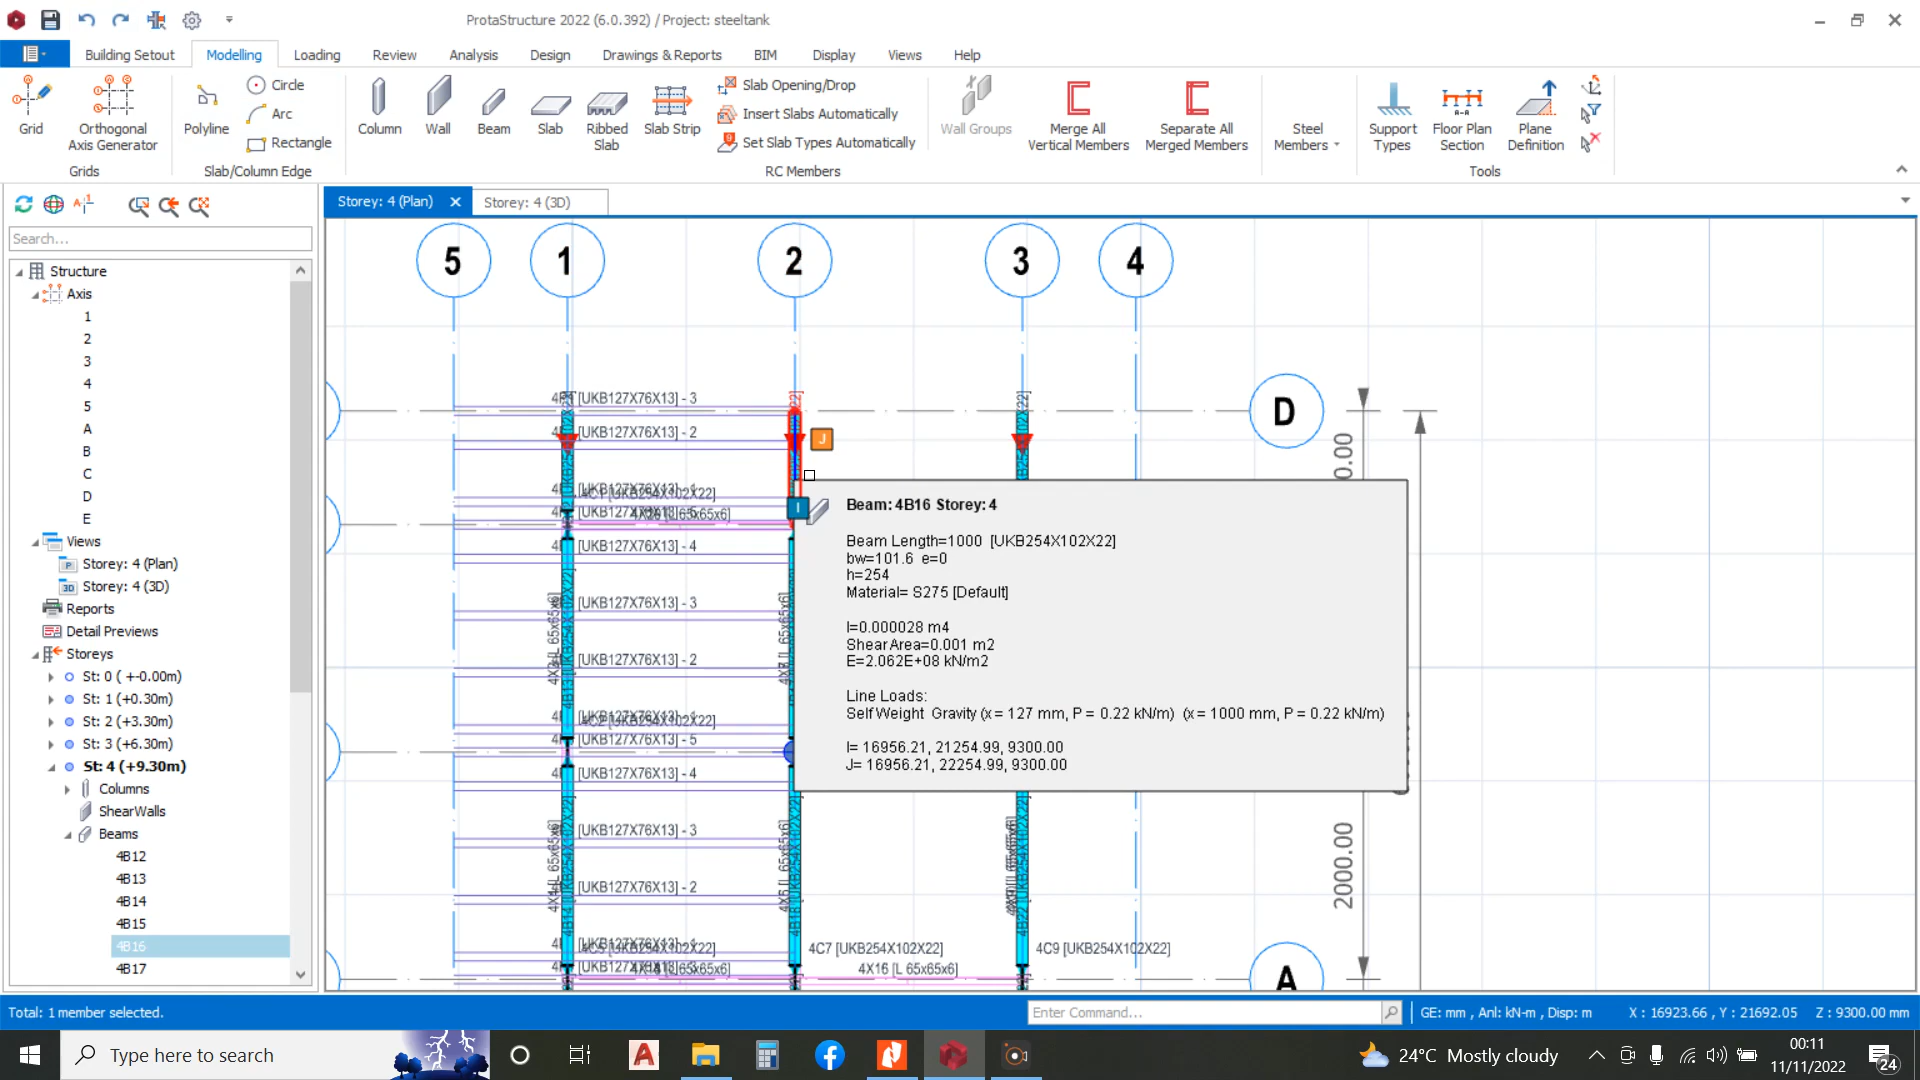 ProtaStructure 2022 (6.0.392) / Project: steeltank
Building Setout
Modelling
Loading
Review
Analysis
Design
Drawings & Reports
BIM
Display
Views
Help
Grid
Orthogonal
Axis Generator
Grids
Polyline
Circle
Arc
Rectangle
Slab/Column Edge
Column
Wall
Beam
Slab
Ribbed
Slab
Slab Strip
Slab Opening/Drop
Insert Slabs Automatically
Set Slab Types Automatically
RC Members
Wall Groups
Merge All
Vertical Members
Separate All
Merged Members
Steel
Members
Support
Types
Floor Plan
Section
Plane
Definition
Tools
Storey: 4 (Plan)
Storey: 4 (3D)
Search...
Structure
Axis
1
2
3
4
5
A
B
C
D
E
Views
Storey: 4 (Plan)
Storey: 4 (3D)
Reports
Detail Previews
Storeys
St: 0 ( +-0.00m)
St: 1 (+0.30m)
St: 2 (+3.30m)
St: 3 (+6.30m)
St: 4 (+9.30m)
Columns
ShearWalls
Beams
4B12
4B13
4B14
4B15
4B16
4B17
5
1
2
3
4
D
A
[UKB127X76X13] - 3
[UKB127X76X13] - 2
[UKB127X76X13] - 4
[UKB127X76X13] - 3
[UKB127X76X13] - 2
[UKB127X76X13] - 5
[UKB127X76X13] - 4
[UKB127X76X13] - 3
[UKB127X76X13] - 2
4C7 [UKB254X102X22]
4C9 [UKB254X102X22]
4X16 [L 65x65x6]
J
I
0.00
2000.00
Beam: 4B16 Storey: 4
Beam Length=1000 [UKB254X102X22]
bw=101.6 e=0
h=254
Material= S275 [Default]
I=0.000028 m4
Shear Area=0.001 m2
E=2.062E+08 kN/m2
Line Loads:
Self Weight Gravity (x = 127 mm, P = 0.22 kN/m) (x = 1000 mm, P = 0.22 kN/m)
I= 16956.21, 21254.99, 9300.00
J= 16956.21, 22254.99, 9300.00
Total: 1 member selected.
Enter Command...
GE: mm , Anl: kN-m , Disp: m
X : 16923.66 , Y : 21692.05
Z : 9300.00 mm
Type here to search
24°C Mostly cloudy
00:11
11/11/2022
24